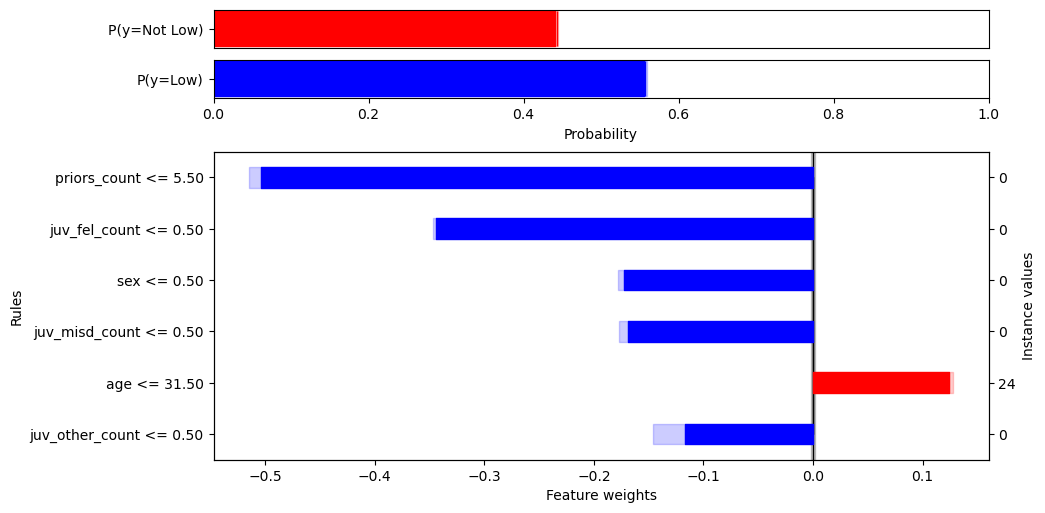 P(y=Not Low)
P(y=Low)
0.0 0.2 0.4 0.6 0.8 1.0
Probability
priors_count <= 5.50 0
juv_fel_count <= 0.50 0
sex <= 0.50 0
juv_misd_count <= 0.50 0
age <= 31.50 24
juv_other_count <= 0.50 0
Rules
Instance values
−0.5 −0.4 −0.3 −0.2 −0.1 0.0 0.1
Feature weights